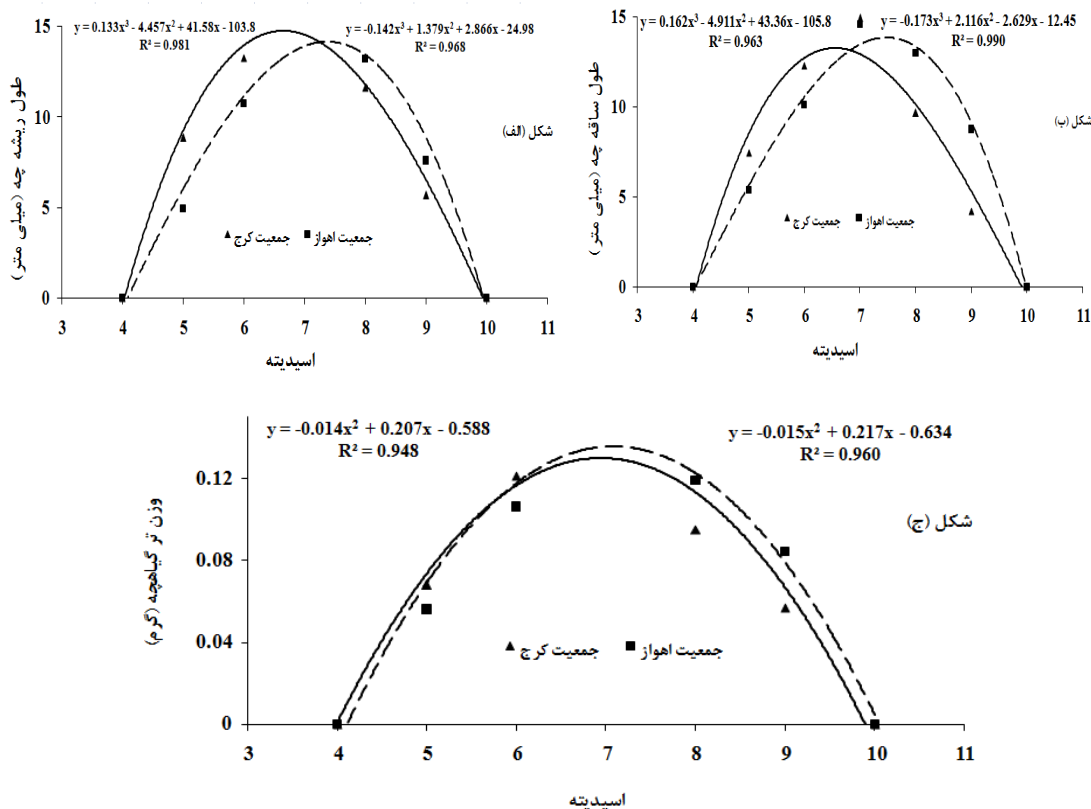 y = 0.133x³ - 4.457x² + 41.58x - 103.8
R² = 0.981
y = -0.142x³ + 1.379x² + 2.866x - 24.98
R² = 0.968
طول ریشه چه (میلی متر )
15
10
5
0
شکل (الف)
جمعیت کرج
جمعیت اهواز
3 4 5 6 7 8 9 10 11
اسیدیته
y = 0.162x³ - 4.911x² + 43.36x - 105.8
R² = 0.963
y = -0.173x³ + 2.116x² - 2.629x - 12.45
R² = 0.990
طول ساقه چه (میلی متر )
15
10
5
0
شکل (ب)
جمعیت کرج
جمعیت اهواز
3 4 5 6 7 8 9 10 11
اسیدیته
y = -0.014x² + 0.207x - 0.588
R² = 0.948
y = -0.015x² + 0.217x - 0.634
R² = 0.960
وزن تر گیاهچه (گرم)
0.12
0.08
0.04
0
شکل (ج)
جمعیت کرج
جمعیت اهواز
3 4 5 6 7 8 9 10 11
اسیدیته